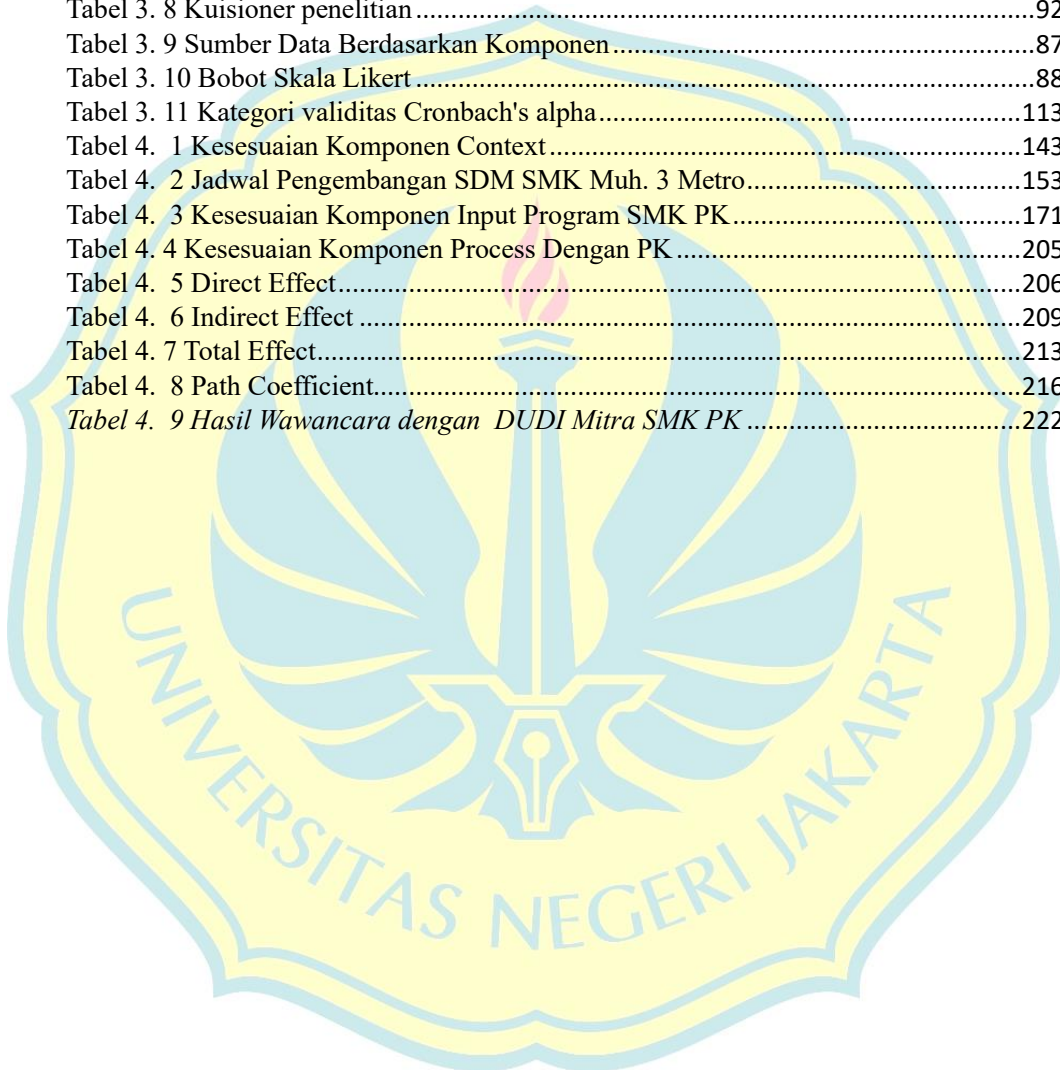 Tabel 3. 8 Kuisioner penelitian.....................................................................................92
Tabel 3. 9 Sumber Data Berdasarkan Komponen.........................................................87
Tabel 3. 10 Bobot Skala Likert.....................................................................................88
Tabel 3. 11 Kategori validitas Cronbach's alpha.........................................................113
Tabel 4.  1 Kesesuaian Komponen Context.................................................................143
Tabel 4.  2 Jadwal Pengembangan SDM SMK Muh. 3 Metro.....................................153
Tabel 4.  3 Kesesuaian Komponen Input Program SMK PK.......................................171
Tabel 4. 4 Kesesuaian Komponen Process Dengan PK...............................................205
Tabel 4.  5 Direct Effect...............................................................................................206
Tabel 4.  6 Indirect Effect............................................................................................209
Tabel 4. 7 Total Effect..................................................................................................213
Tabel 4.  8 Path Coefficient..........................................................................................216
Tabel 4.  9 Hasil Wawancara dengan  DUDI Mitra SMK PK.....................................222
UNIVERSITAS NEGERI JAKARTA